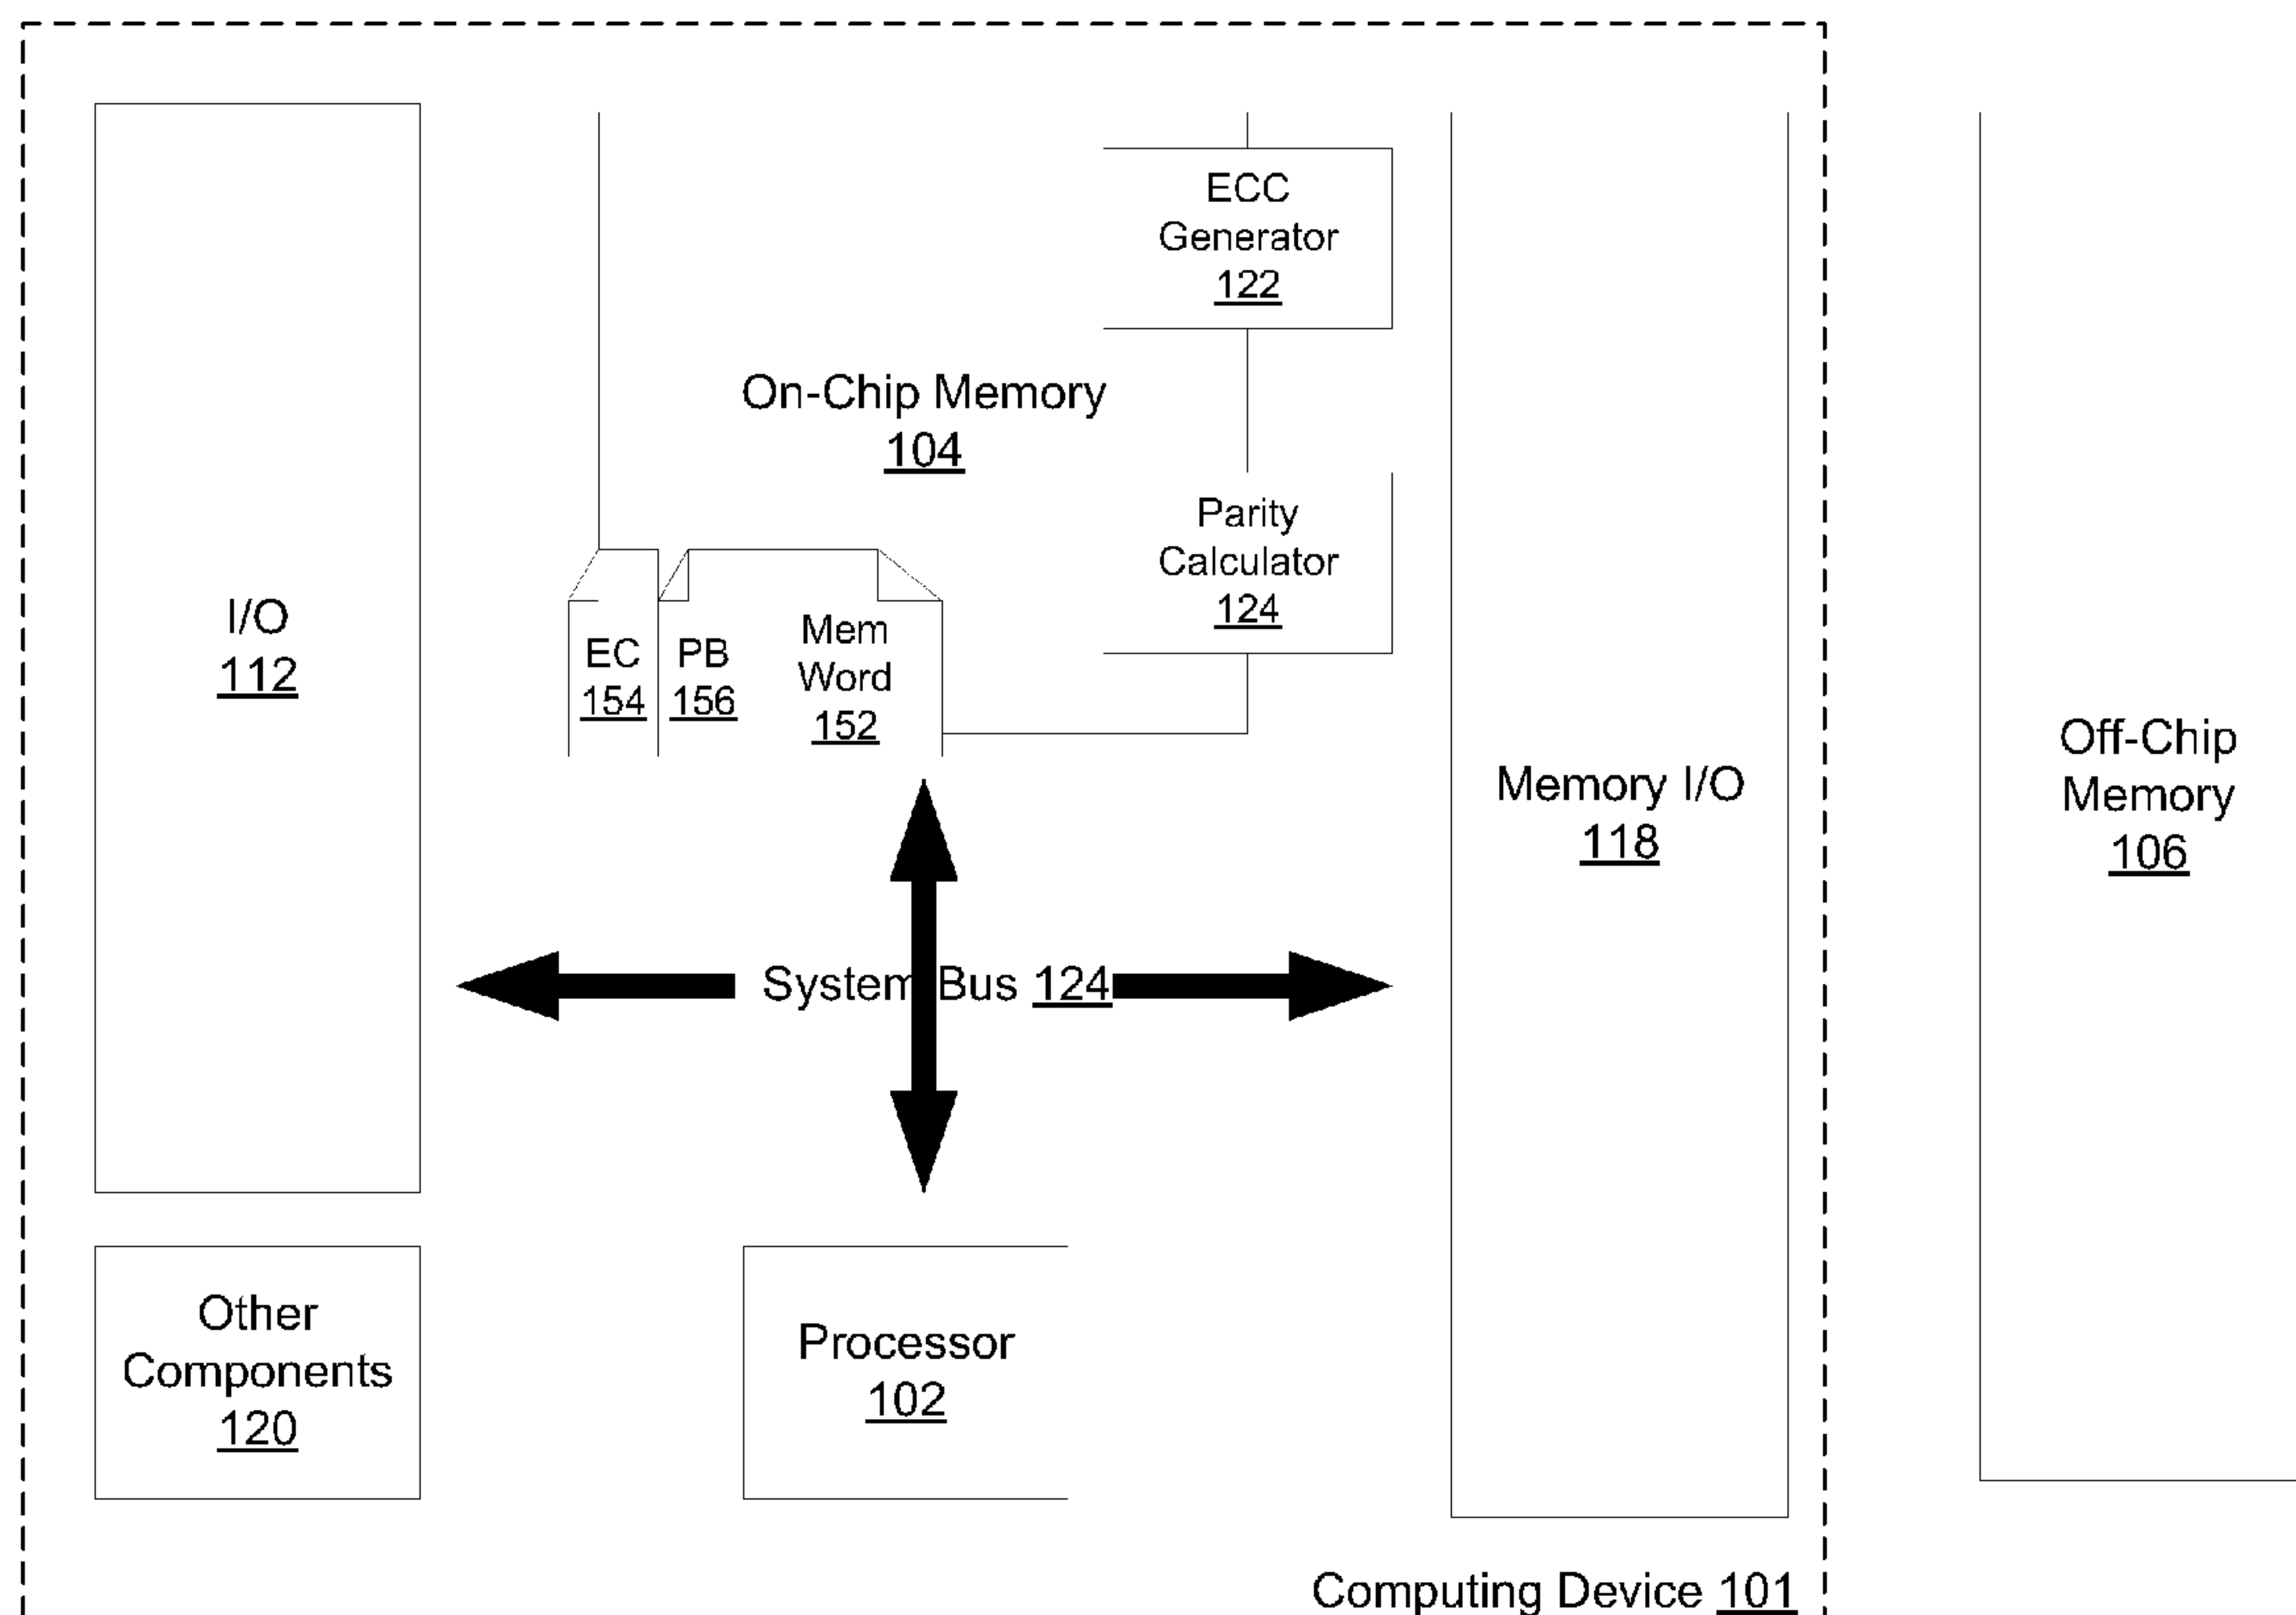 ECC
Generator
122
On-Chip Memory
104
Parity
Calculator
124
I/O
112
EC
154
PB
156
Mem
Word
152
Memory I/O
118
Off-Chip
Memory
106
System Bus 124
Other
Components
120
Processor
102
Computing Device 101